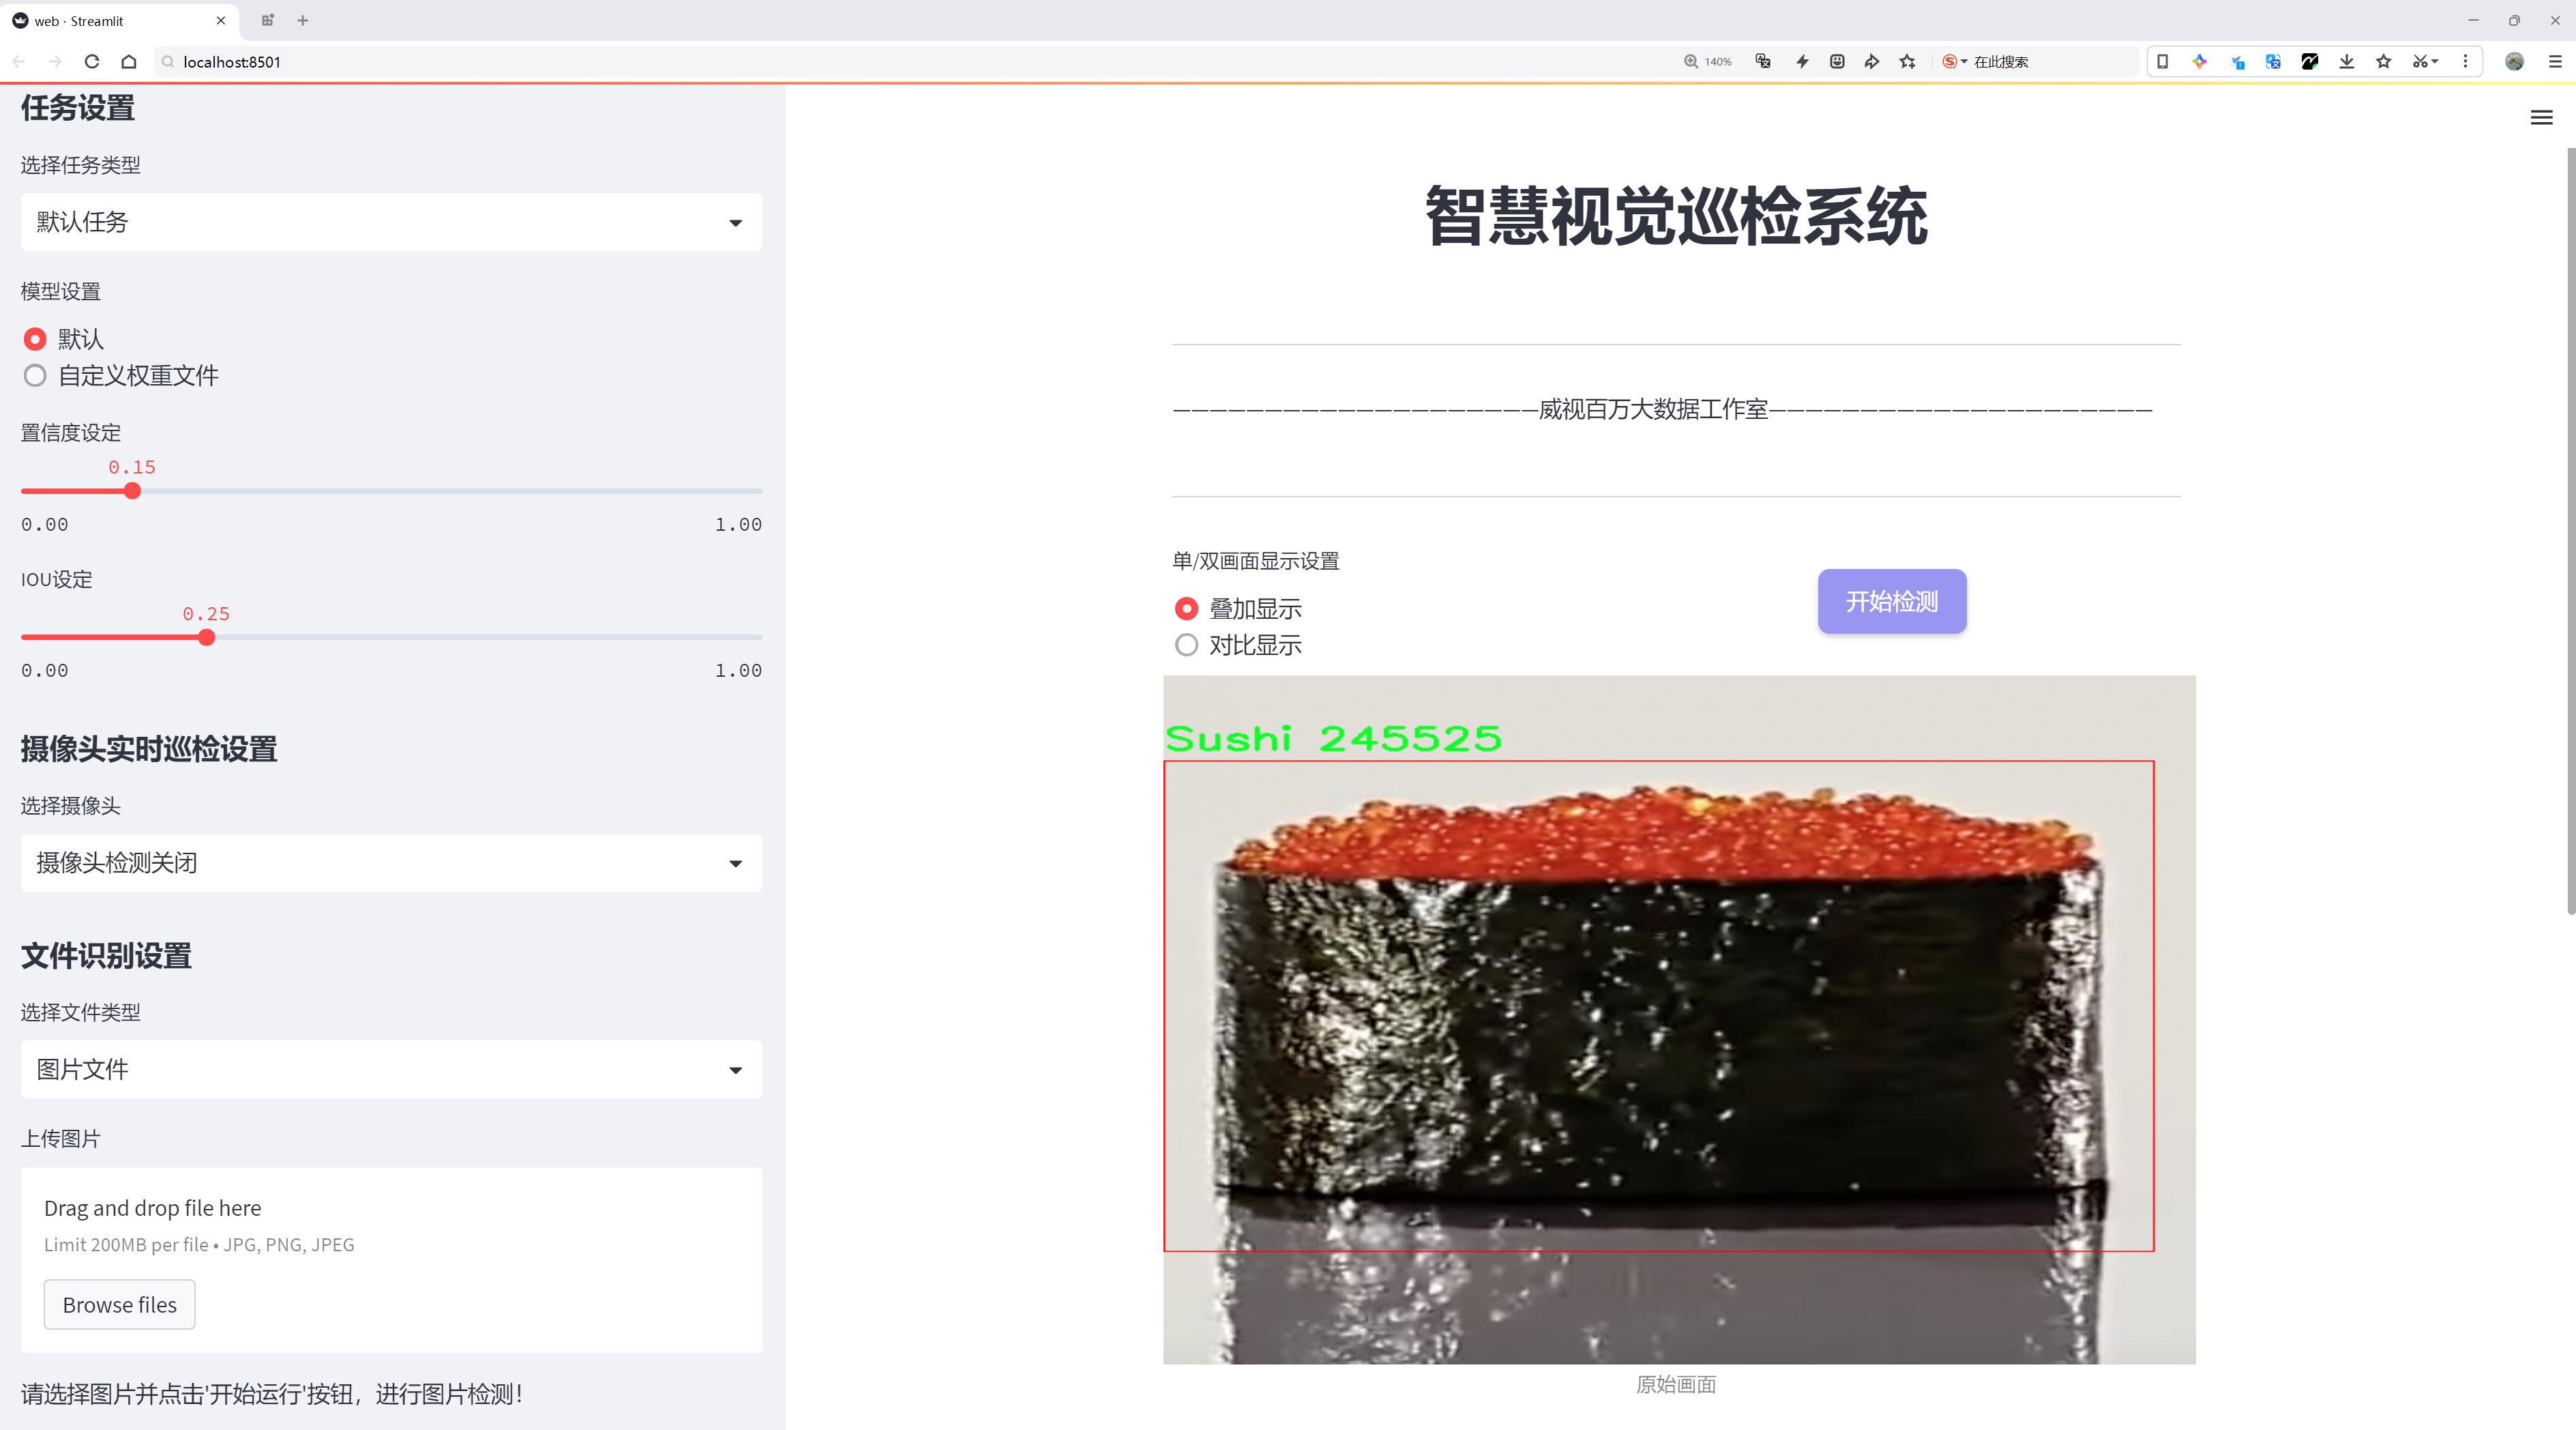 web · Streamlit
localhost:8501
140%
在此搜索
任务设置
选择任务类型
默认任务
模型设置
默认
自定义权重文件
置信度设定
0.15
0.00
1.00
IOU设定
0.25
0.00
1.00
摄像头实时巡检设置
选择摄像头
摄像头检测关闭
文件识别设置
选择文件类型
图片文件
上传图片
Drag and drop file here
Limit 200MB per file • JPG, PNG, JPEG
Browse files
请选择图片并点击'开始运行'按钮，进行图片检测！
智慧视觉巡检系统
————————————————————威视百万大数据工作室—————————————————————
单/双画面显示设置
叠加显示
对比显示
开始检测
Sushi 245525
原始画面